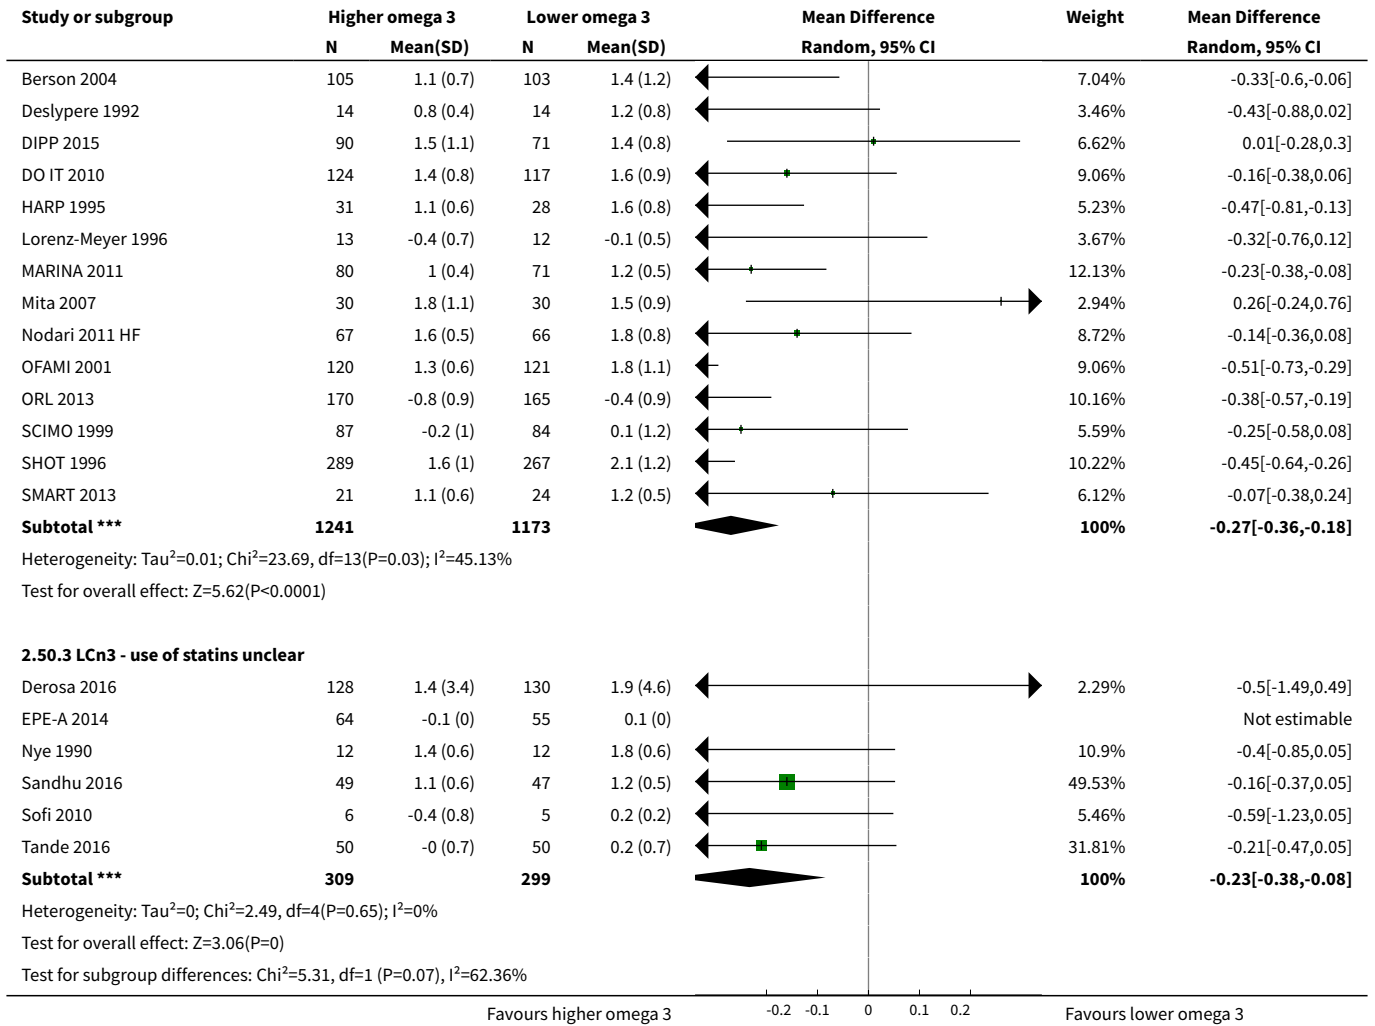 Study or subgroup Higher omega 3 Lower omega 3 Mean Difference Weight Mean Difference
N Mean(SD) N Mean(SD) Random, 95% CI Random, 95% CI
Berson 2004 105 1.1 (0.7) 103 1.4 (1.2) 7.04% -0.33[-0.6,-0.06]
Deslypere 1992 14 0.8 (0.4) 14 1.2 (0.8) 3.46% -0.43[-0.88,0.02]
DIPP 2015 90 1.5 (1.1) 71 1.4 (0.8) 6.62% 0.01[-0.28,0.3]
DO IT 2010 124 1.4 (0.8) 117 1.6 (0.9) 9.06% -0.16[-0.38,0.06]
HARP 1995 31 1.1 (0.6) 28 1.6 (0.8) 5.23% -0.47[-0.81,-0.13]
Lorenz-Meyer 1996 13 -0.4 (0.7) 12 -0.1 (0.5) 3.67% -0.32[-0.76,0.12]
MARINA 2011 80 1 (0.4) 71 1.2 (0.5) 12.13% -0.23[-0.38,-0.08]
Mita 2007 30 1.8 (1.1) 30 1.5 (0.9) 2.94% 0.26[-0.24,0.76]
Nodari 2011 HF 67 1.6 (0.5) 66 1.8 (0.8) 8.72% -0.14[-0.36,0.08]
OFAMI 2001 120 1.3 (0.6) 121 1.8 (1.1) 9.06% -0.51[-0.73,-0.29]
ORL 2013 170 -0.8 (0.9) 165 -0.4 (0.9) 10.16% -0.38[-0.57,-0.19]
SCIMO 1999 87 -0.2 (1) 84 0.1 (1.2) 5.59% -0.25[-0.58,0.08]
SHOT 1996 289 1.6 (1) 267 2.1 (1.2) 10.22% -0.45[-0.64,-0.26]
SMART 2013 21 1.1 (0.6) 24 1.2 (0.5) 6.12% -0.07[-0.38,0.24]
Subtotal *** 1241 1173 100% -0.27[-0.36,-0.18]
Heterogeneity: Tau²=0.01; Chi²=23.69, df=13(P=0.03); I²=45.13%
Test for overall effect: Z=5.62(P<0.0001)
2.50.3 LCn3 - use of statins unclear
Derosa 2016 128 1.4 (3.4) 130 1.9 (4.6) 2.29% -0.5[-1.49,0.49]
EPE-A 2014 64 -0.1 (0) 55 0.1 (0) Not estimable
Nye 1990 12 1.4 (0.6) 12 1.8 (0.6) 10.9% -0.4[-0.85,0.05]
Sandhu 2016 49 1.1 (0.6) 47 1.2 (0.5) 49.53% -0.16[-0.37,0.05]
Sofi 2010 6 -0.4 (0.8) 5 0.2 (0.2) 5.46% -0.59[-1.23,0.05]
Tande 2016 50 -0 (0.7) 50 0.2 (0.7) 31.81% -0.21[-0.47,0.05]
Subtotal *** 309 299 100% -0.23[-0.38,-0.08]
Heterogeneity: Tau²=0; Chi²=2.49, df=4(P=0.65); I²=0%
Test for overall effect: Z=3.06(P=0)
Test for subgroup differences: Chi²=5.31, df=1 (P=0.07), I²=62.36%
Favours higher omega 3 -0.2 -0.1 0 0.1 0.2 Favours lower omega 3